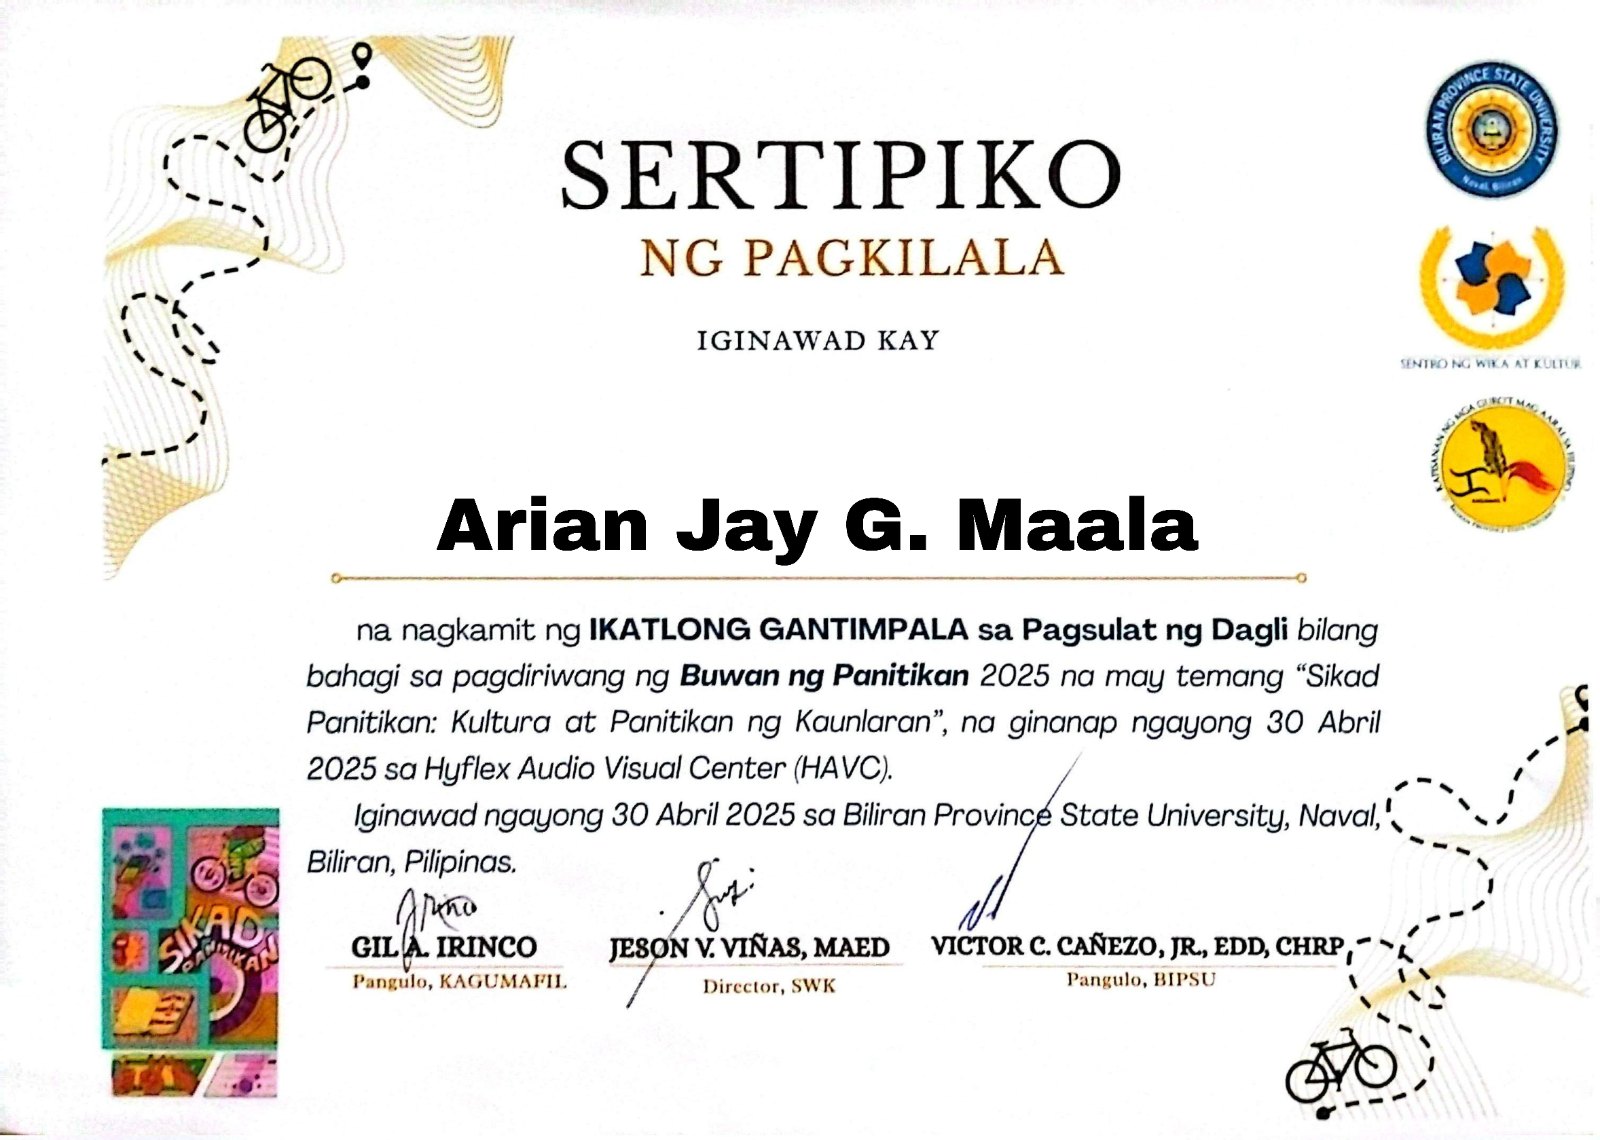 SERTIPIKO
NG PAGKILALA
IGINAWAD KAY
Arian Jay G. Maala
na nagkamit ng IKATLONG GANTIMPALA sa Pagsulat ng Dagli bilang
bahagi sa pagdiriwang ng Buwan ng Panitikan 2025 na may temang “Sikad
Panitikan: Kultura at Panitikan ng Kaunlaran”, na ginanap ngayong 30 Abril
2025 sa Hyflex Audio Visual Center (HAVC).
Iginawad ngayong 30 Abril 2025 sa Biliran Province State University, Naval,
Biliran, Pilipinas.
GIL A. IRINCO
Pangulo, KAGUMAFIL
JESON V. VIÑAS, MAED
Director, SWK
VICTOR C. CAÑEZO, JR., EDD, CHRP
Pangulo, BIPSU
BILIRAN PROVINCE STATE UNIVERSITY
Naval, Biliran
SENTRO NG WIKA AT KULTUR
SIKAD
PANITIKAN